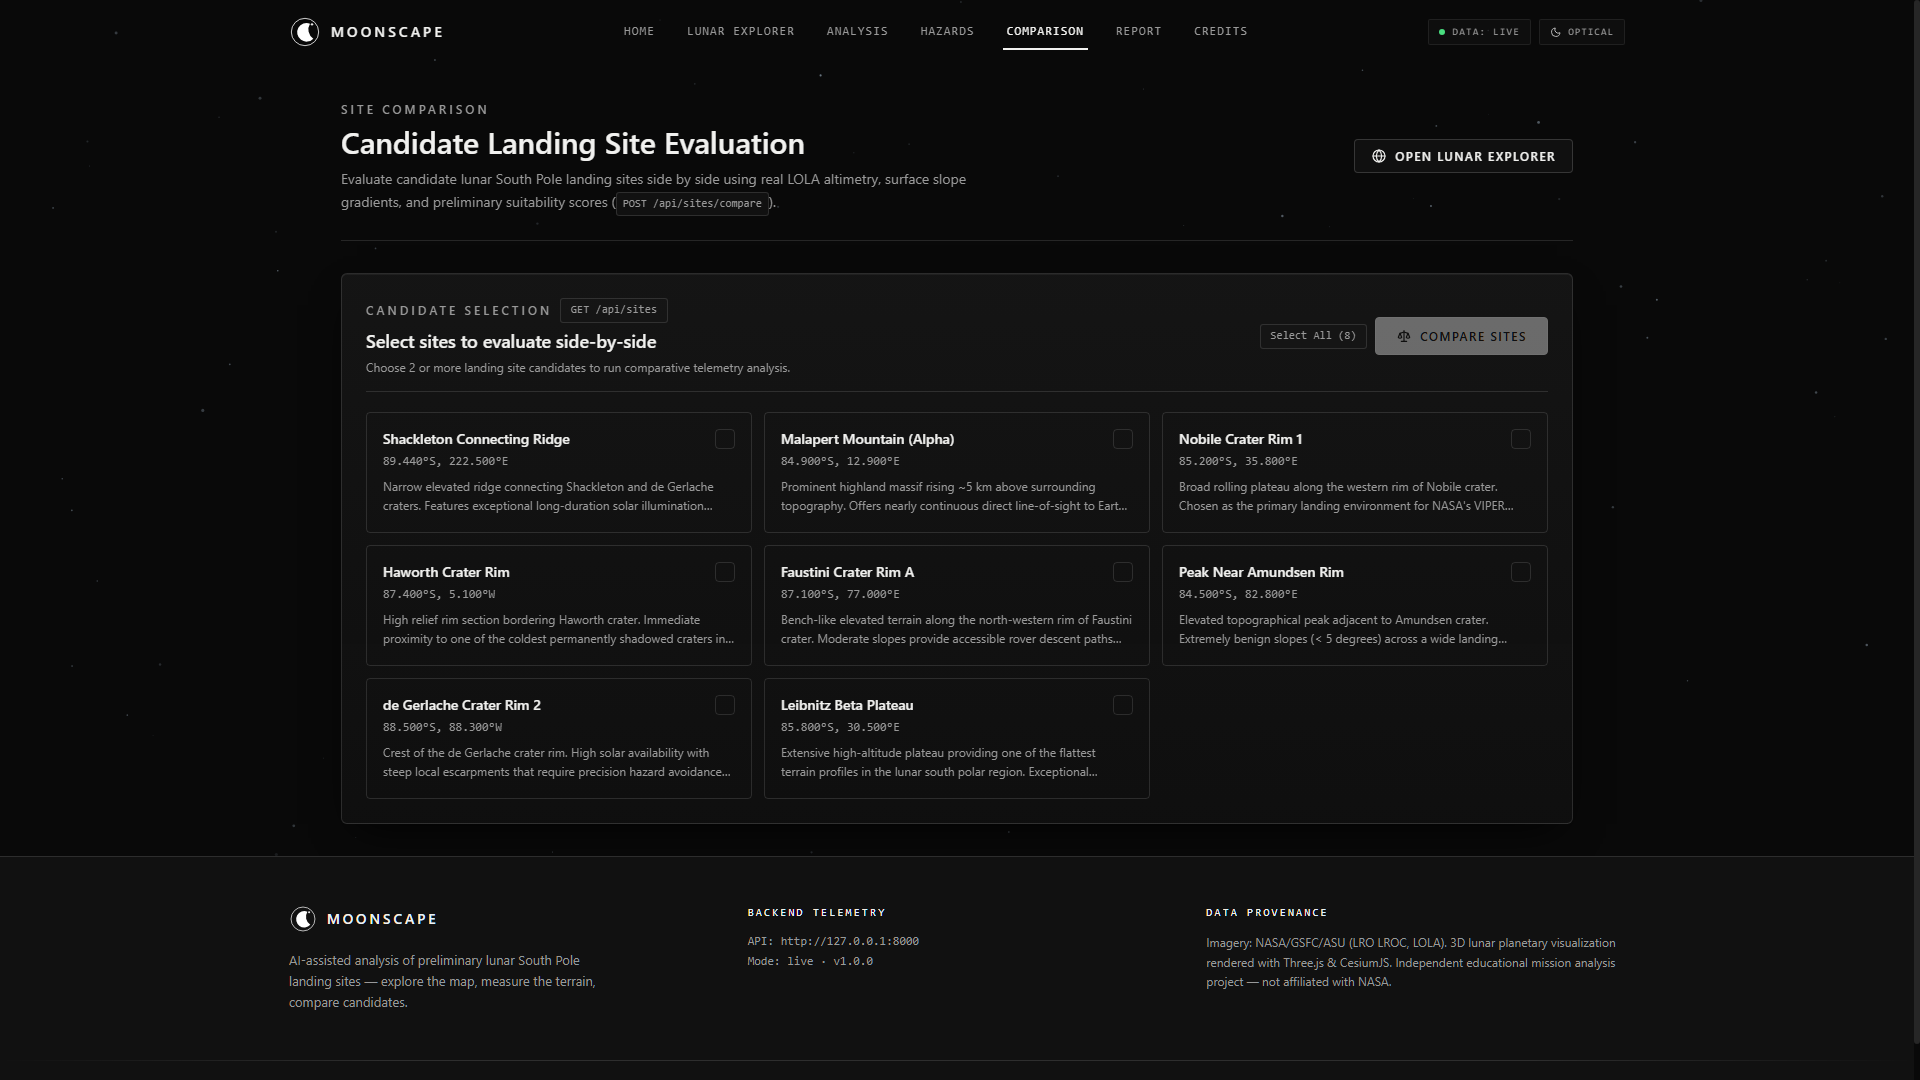 MOONSCAPE
HOME LUNAR EXPLORER ANALYSIS HAZARDS COMPARISON REPORT CREDITS
DATA: LIVE
OPTICAL
SITE COMPARISON
Candidate Landing Site Evaluation
Evaluate candidate lunar South Pole landing sites side by side using real LOLA altimetry, surface slope
gradients, and preliminary suitability scores (POST /api/sites/compare).
OPEN LUNAR EXPLORER
CANDIDATE SELECTION GET /api/sites
Select sites to evaluate side-by-side
Choose 2 or more landing site candidates to run comparative telemetry analysis.
Select All (8)
COMPARE SITES
Shackleton Connecting Ridge
89.440°S, 222.500°E
Narrow elevated ridge connecting Shackleton and de Gerlache
craters. Features exceptional long-duration solar illumination...
Malapert Mountain (Alpha)
84.900°S, 12.900°E
Prominent highland massif rising ~5 km above surrounding
topography. Offers nearly continuous direct line-of-sight to Eart...
Nobile Crater Rim 1
85.200°S, 35.800°E
Broad rolling plateau along the western rim of Nobile crater.
Chosen as the primary landing environment for NASA's VIPER...
Haworth Crater Rim
87.400°S, 5.100°W
High relief rim section bordering Haworth crater. Immediate
proximity to one of the coldest permanently shadowed craters in...
Faustini Crater Rim A
87.100°S, 77.000°E
Bench-like elevated terrain along the north-western rim of Faustini
crater. Moderate slopes provide accessible rover descent paths...
Peak Near Amundsen Rim
84.500°S, 82.800°E
Elevated topographical peak adjacent to Amundsen crater.
Extremely benign slopes (< 5 degrees) across a wide landing...
de Gerlache Crater Rim 2
88.500°S, 88.300°W
Crest of the de Gerlache crater rim. High solar availability with
steep local escarpments that require precision hazard avoidance...
Leibnitz Beta Plateau
85.800°S, 30.500°E
Extensive high-altitude plateau providing one of the flattest
terrain profiles in the lunar south polar region. Exceptional...
MOONSCAPE
AI-assisted analysis of preliminary lunar South Pole
landing sites — explore the map, measure the terrain,
compare candidates.
BACKEND TELEMETRY
API: http://127.0.0.1:8000
Mode: live · v1.0.0
DATA PROVENANCE
Imagery: NASA/GSFC/ASU (LRO LROC, LOLA). 3D lunar planetary visualization
rendered with Three.js & CesiumJS. Independent educational mission analysis
project — not affiliated with NASA.